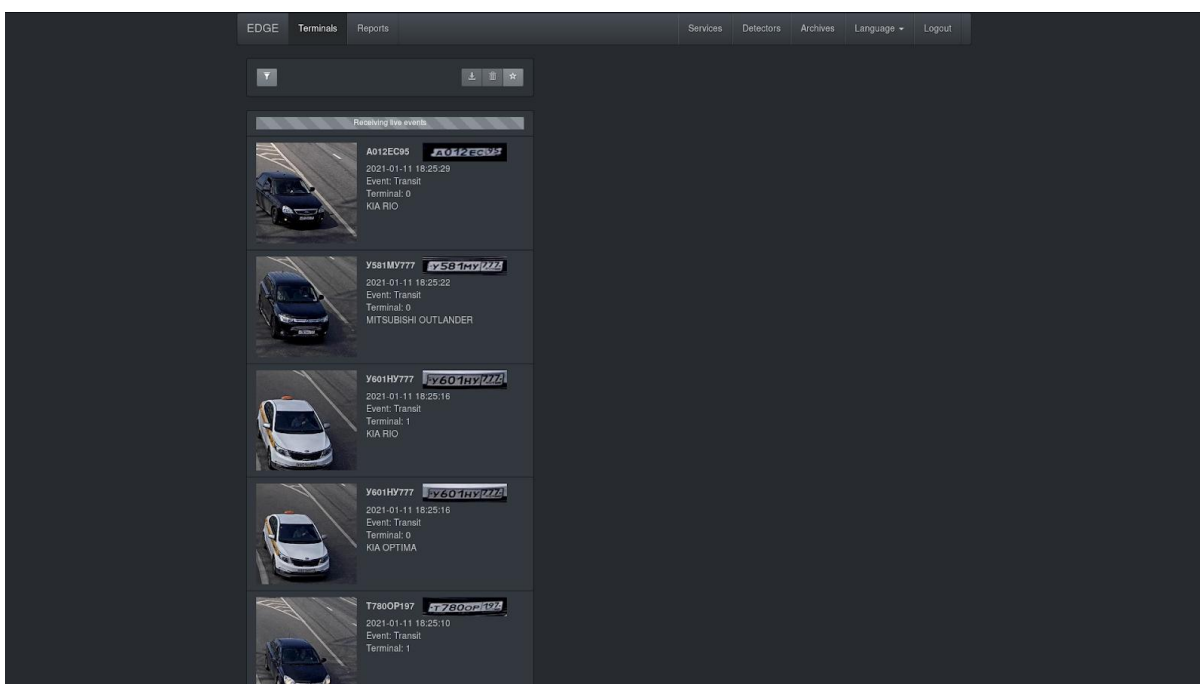 EDGE Terminals Reports Services Detectors Archives Language Logout
Receiving live events
A012EC95 A012EC95
2021-01-11 18:25:29
Event: Transit
Terminal: 0
KIA RIO
У581МУ777 У581МУ777
2021-01-11 18:25:22
Event: Transit
Terminal: 0
MITSUBISHI OUTLANDER
У601НУ777 У601НУ777
2021-01-11 18:25:16
Event: Transit
Terminal: 1
KIA RIO
У601НУ777 У601НУ777
2021-01-11 18:25:16
Event: Transit
Terminal: 0
KIA OPTIMA
Т780ОР197 Т780ОР197
2021-01-11 18:25:10
Event: Transit
Terminal: 1